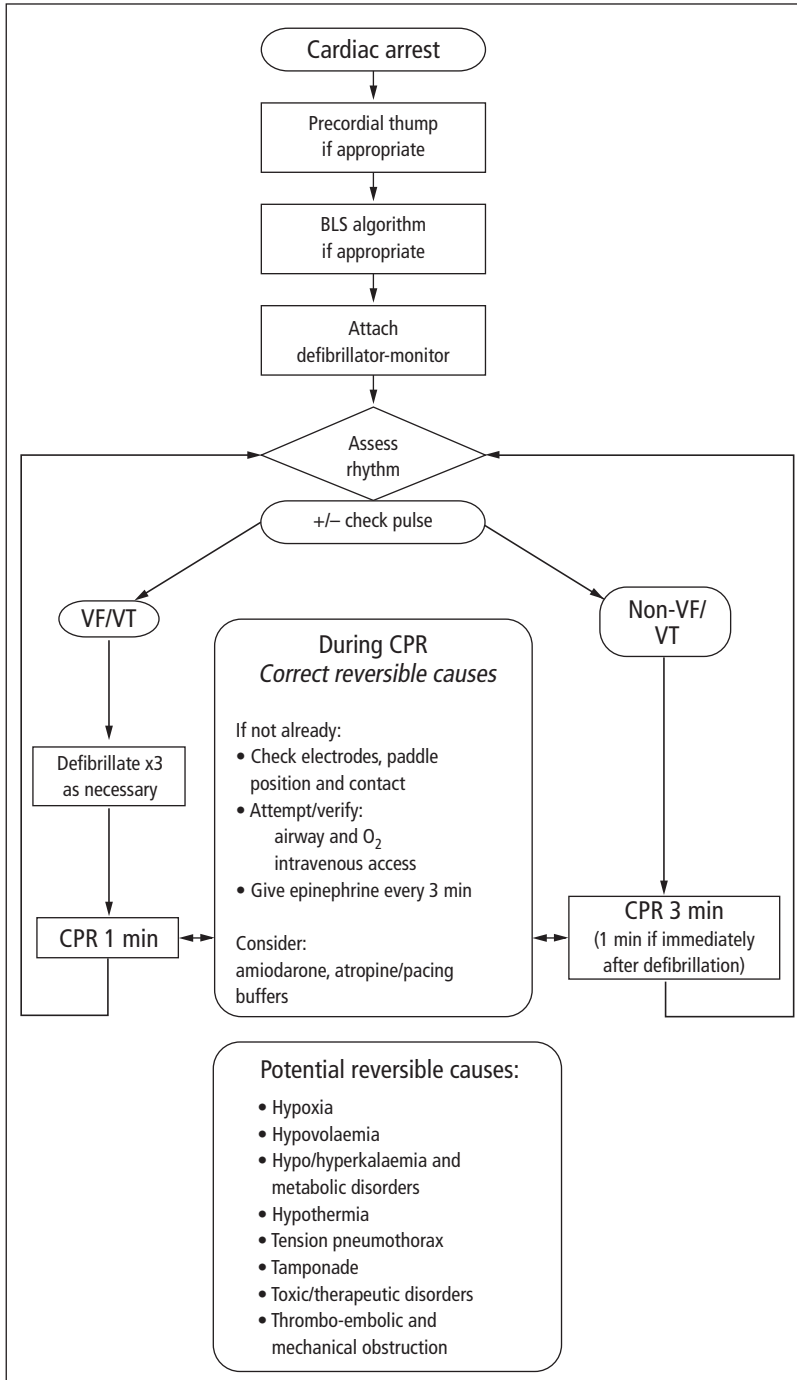 Cardiac arrest
Precordial thump
if appropriate
BLS algorithm
if appropriate
Attach
defibrillator-monitor
Assess
rhythm
+/– check pulse
VF/VT
Non-VF/
VT
During CPR
Correct reversible causes
If not already:
• Check electrodes, paddle
position and contact
• Attempt/verify:
airway and O₂
intravenous access
• Give epinephrine every 3 min
Consider:
amiodarone, atropine/pacing
buffers
Defibrillate x3
as necessary
CPR 1 min
CPR 3 min
(1 min if immediately
after defibrillation)
Potential reversible causes:
• Hypoxia
• Hypovolaemia
• Hypo/hyperkalaemia and
metabolic disorders
• Hypothermia
• Tension pneumothorax
• Tamponade
• Toxic/therapeutic disorders
• Thrombo-embolic and
mechanical obstruction